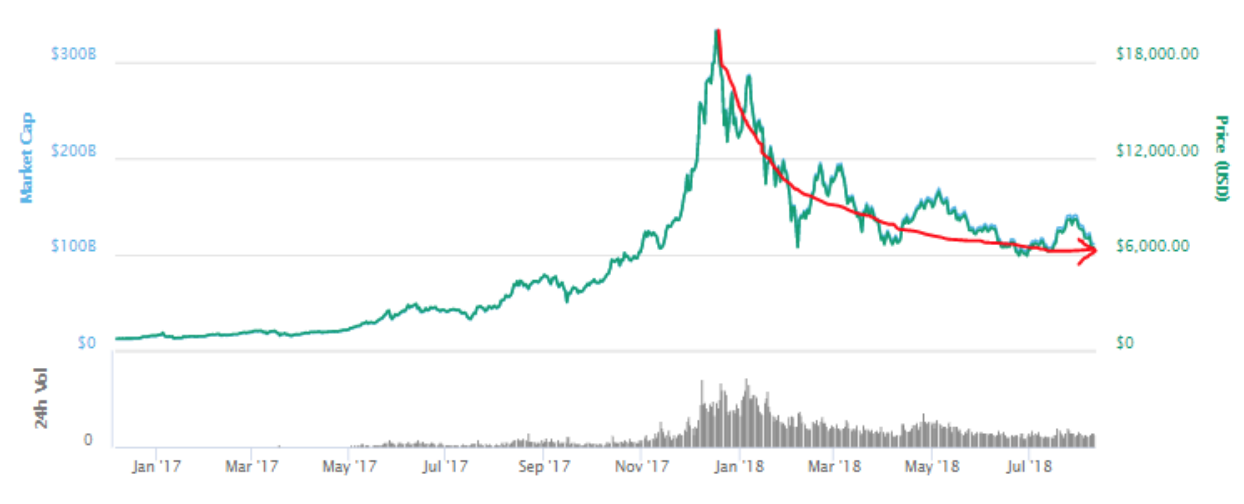 $300B
$200B
$100B
$0
Market Cap
$18,000.00
$12,000.00
$6,000.00
$0
Price (USD)
24h Vol
0
Jan '17 Mar '17 May '17 Jul '17 Sep '17 Nov '17 Jan '18 Mar '18 May '18 Jul '18